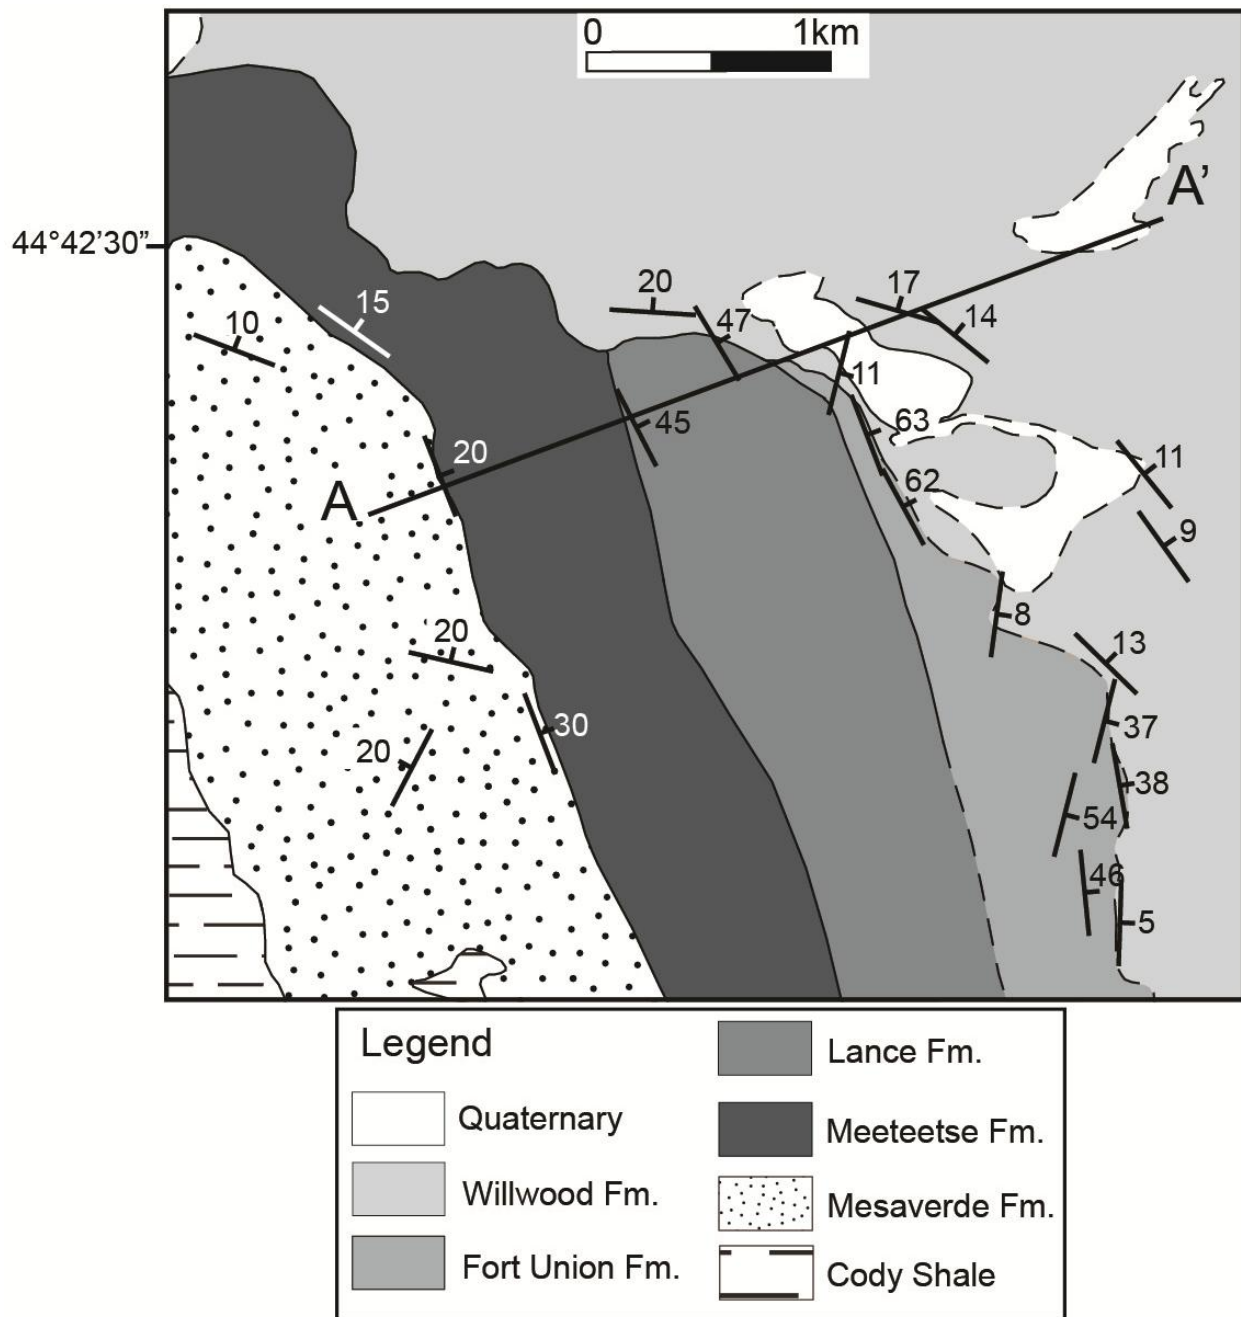 0 1km
A'
44°42'30"
20
17
15
47
14
10
11
45
63
20
11
A
62
9
8
20
13
30
37
20
38
54
46
5
Legend
Quaternary
Willwood Fm.
Fort Union Fm.
Lance Fm.
Meeteetse Fm.
Mesaverde Fm.
Cody Shale